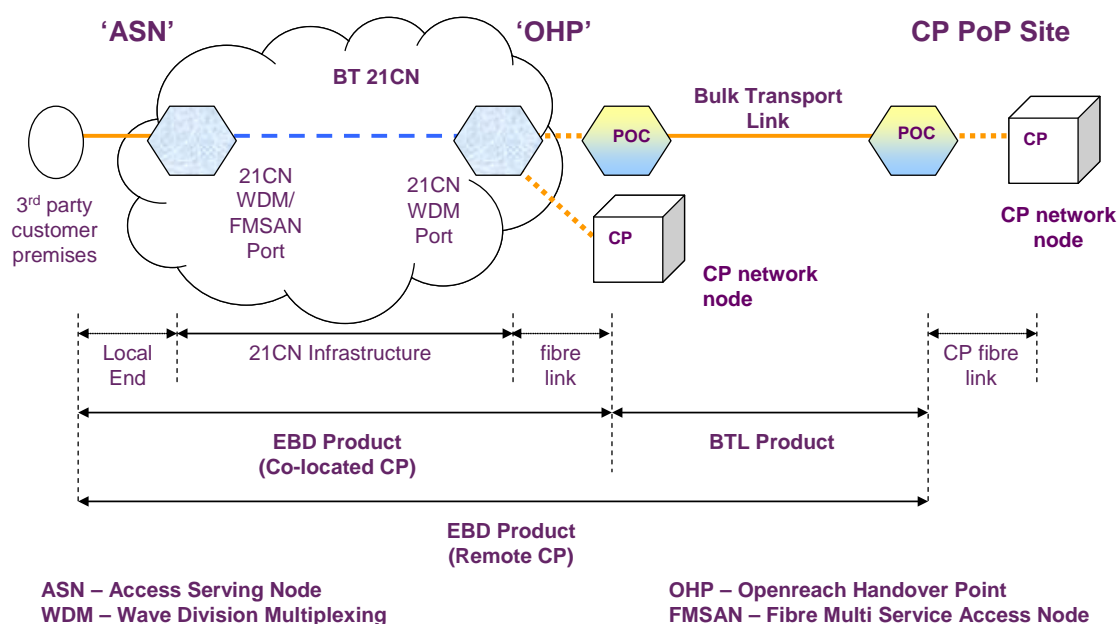 'ASN'
'OHP'
CP PoP Site
BT 21CN
Bulk Transport
Link
POC
POC
CP
CP
3rd party
customer
premises
21CN
WDM/
FMSAN
Port
21CN
WDM
Port
CP network
node
CP network
node
Local
End
21CN Infrastructure
fibre
link
CP fibre
link
EBD Product
(Co-located CP)
BTL Product
EBD Product
(Remote CP)
ASN – Access Serving Node
WDM – Wave Division Multiplexing
OHP – Openreach Handover Point
FMSAN – Fibre Multi Service Access Node